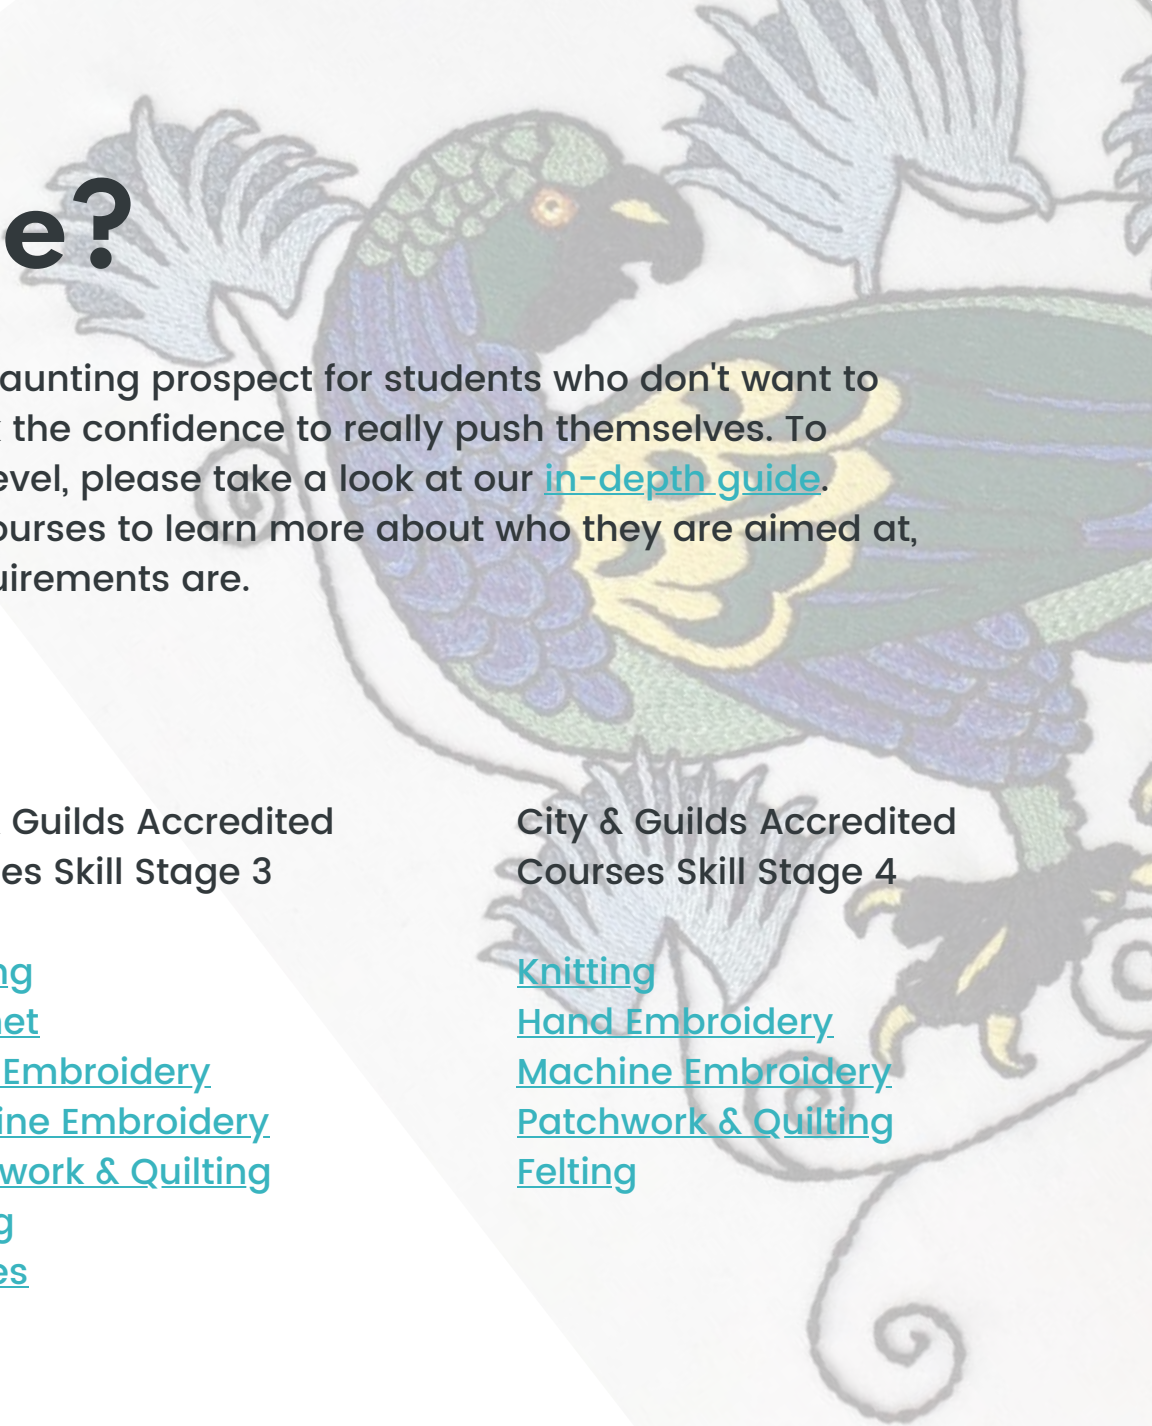 e?
aunting prospect for students who don't want to
the confidence to really push themselves. To
evel, please take a look at our in-depth guide.
ourses to learn more about who they are aimed at,
uirements are.
Guilds Accredited
es Skill Stage 3
ng
et
Embroidery
ine Embroidery
work & Quilting
g
es
City & Guilds Accredited
Courses Skill Stage 4
Knitting
Hand Embroidery
Machine Embroidery
Patchwork & Quilting
Felting